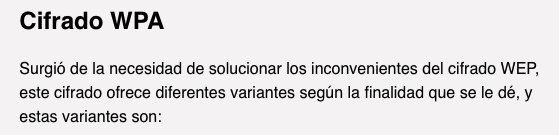 Cifrado WPA
Surgió de la necesidad de solucionar los inconvenientes del cifrado WEP,
este cifrado ofrece diferentes variantes según la finalidad que se le dé, y
estas variantes son: